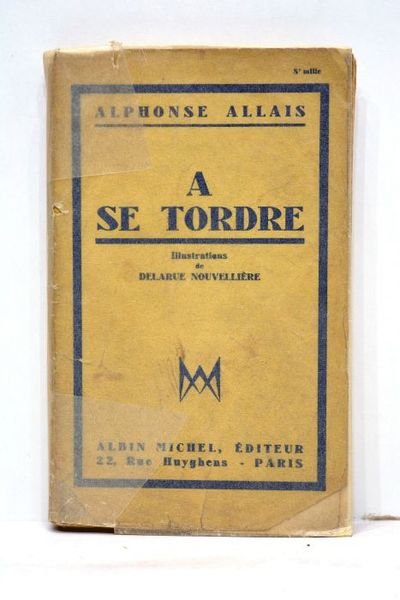 8e mille
ALPHONSE ALLAIS
A
SE TORDRE
Illustrations
de
DELARUE NOUVELLIÈRE
ALBIN MICHEL, ÉDITEUR
22, Rue Huyghens - PARIS